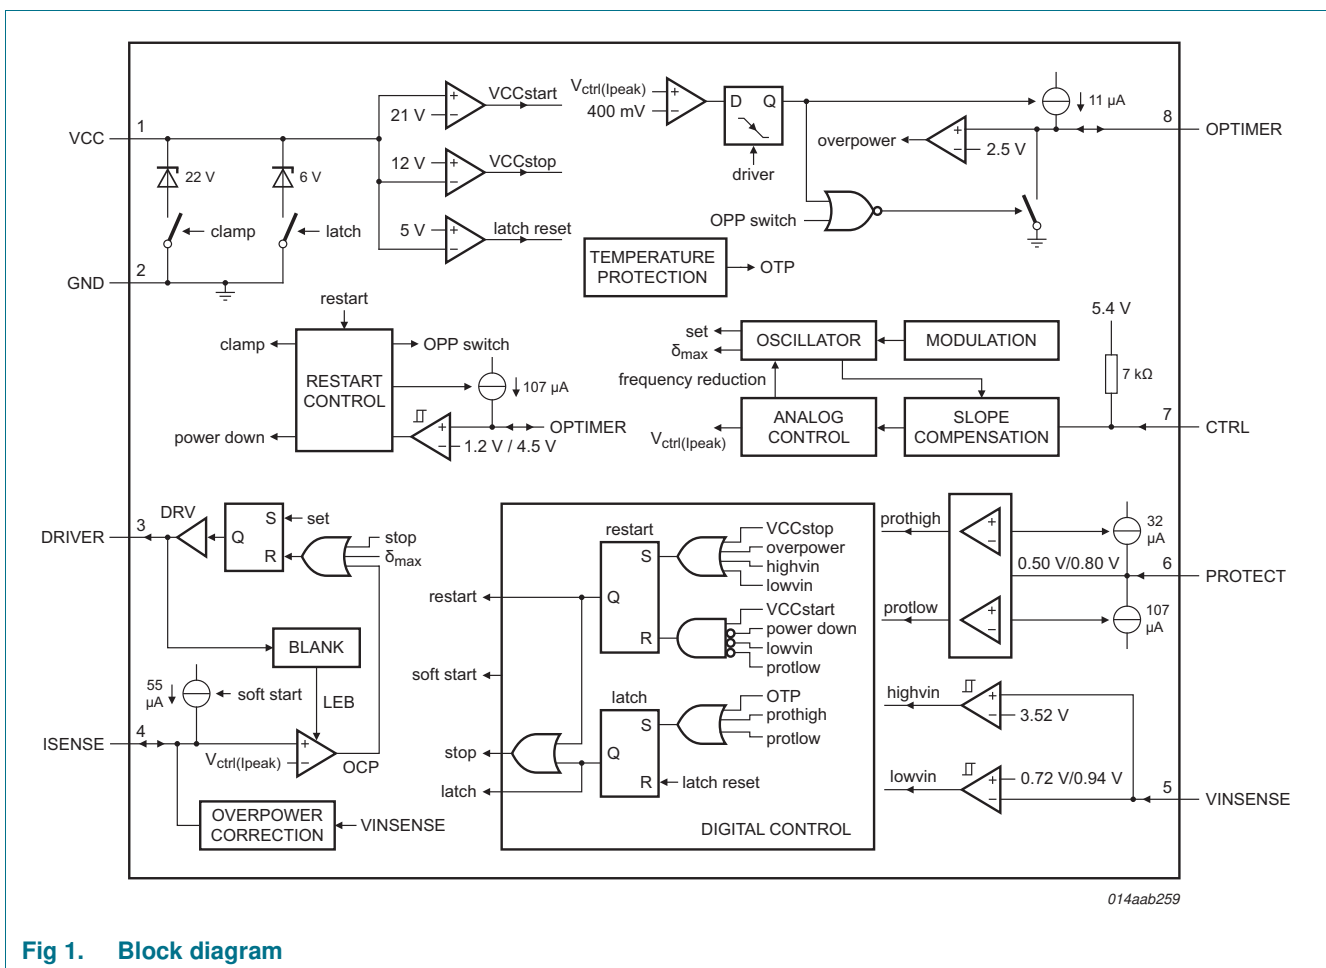 VCC
1
22 V
6 V
clamp
latch
GND
2
21 V
VCCstart
12 V
VCCstop
5 V
latch reset
Vctrl(Ipeak)
400 mV
D
Q
driver
OPP switch
overpower
2.5 V
11 µA
8
OPTIMER
TEMPERATURE
PROTECTION
OTP
restart
clamp
RESTART
CONTROL
OPP switch
107 µA
OPTIMER
1.2 V / 4.5 V
power down
set
δmax
OSCILLATOR
MODULATION
frequency reduction
ANALOG
CONTROL
SLOPE
COMPENSATION
Vctrl(Ipeak)
5.4 V
7 kΩ
7
CTRL
DRIVER
3
DRV
Q
S
R
set
stop
δmax
BLANK
LEB
55
µA
soft start
ISENSE
4
Vctrl(Ipeak)
OCP
OVERPOWER
CORRECTION
VINSENSE
restart
S
Q
R
VCCstop
overpower
highvin
lowvin
VCCstart
power down
lowvin
protlow
restart
soft start
latch
S
Q
R
OTP
prothigh
protlow
latch reset
stop
latch
DIGITAL CONTROL
prothigh
protlow
0.50 V/0.80 V
32
µA
107
µA
6
PROTECT
highvin
3.52 V
lowvin
0.72 V/0.94 V
5
VINSENSE
014aab259
Fig 1. Block diagram